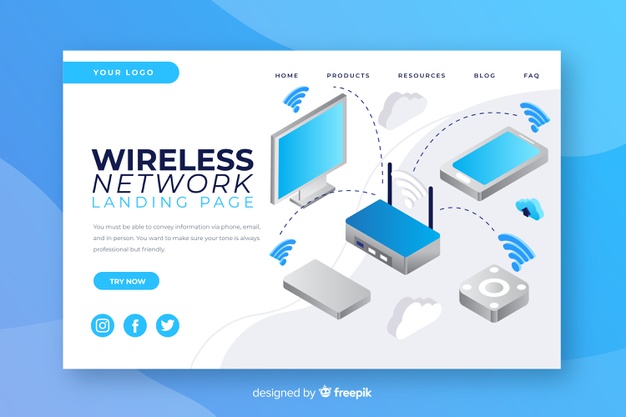 YOUR LOGO
HOME PRODUCTS RESOURCES BLOG FAQ
WIRELESS
NETWORK
LANDING PAGE
You must be able to convey information via phone, email,
and in person. You want to make sure your tone is always
professional but friendly.
TRY NOW
designed by freepik